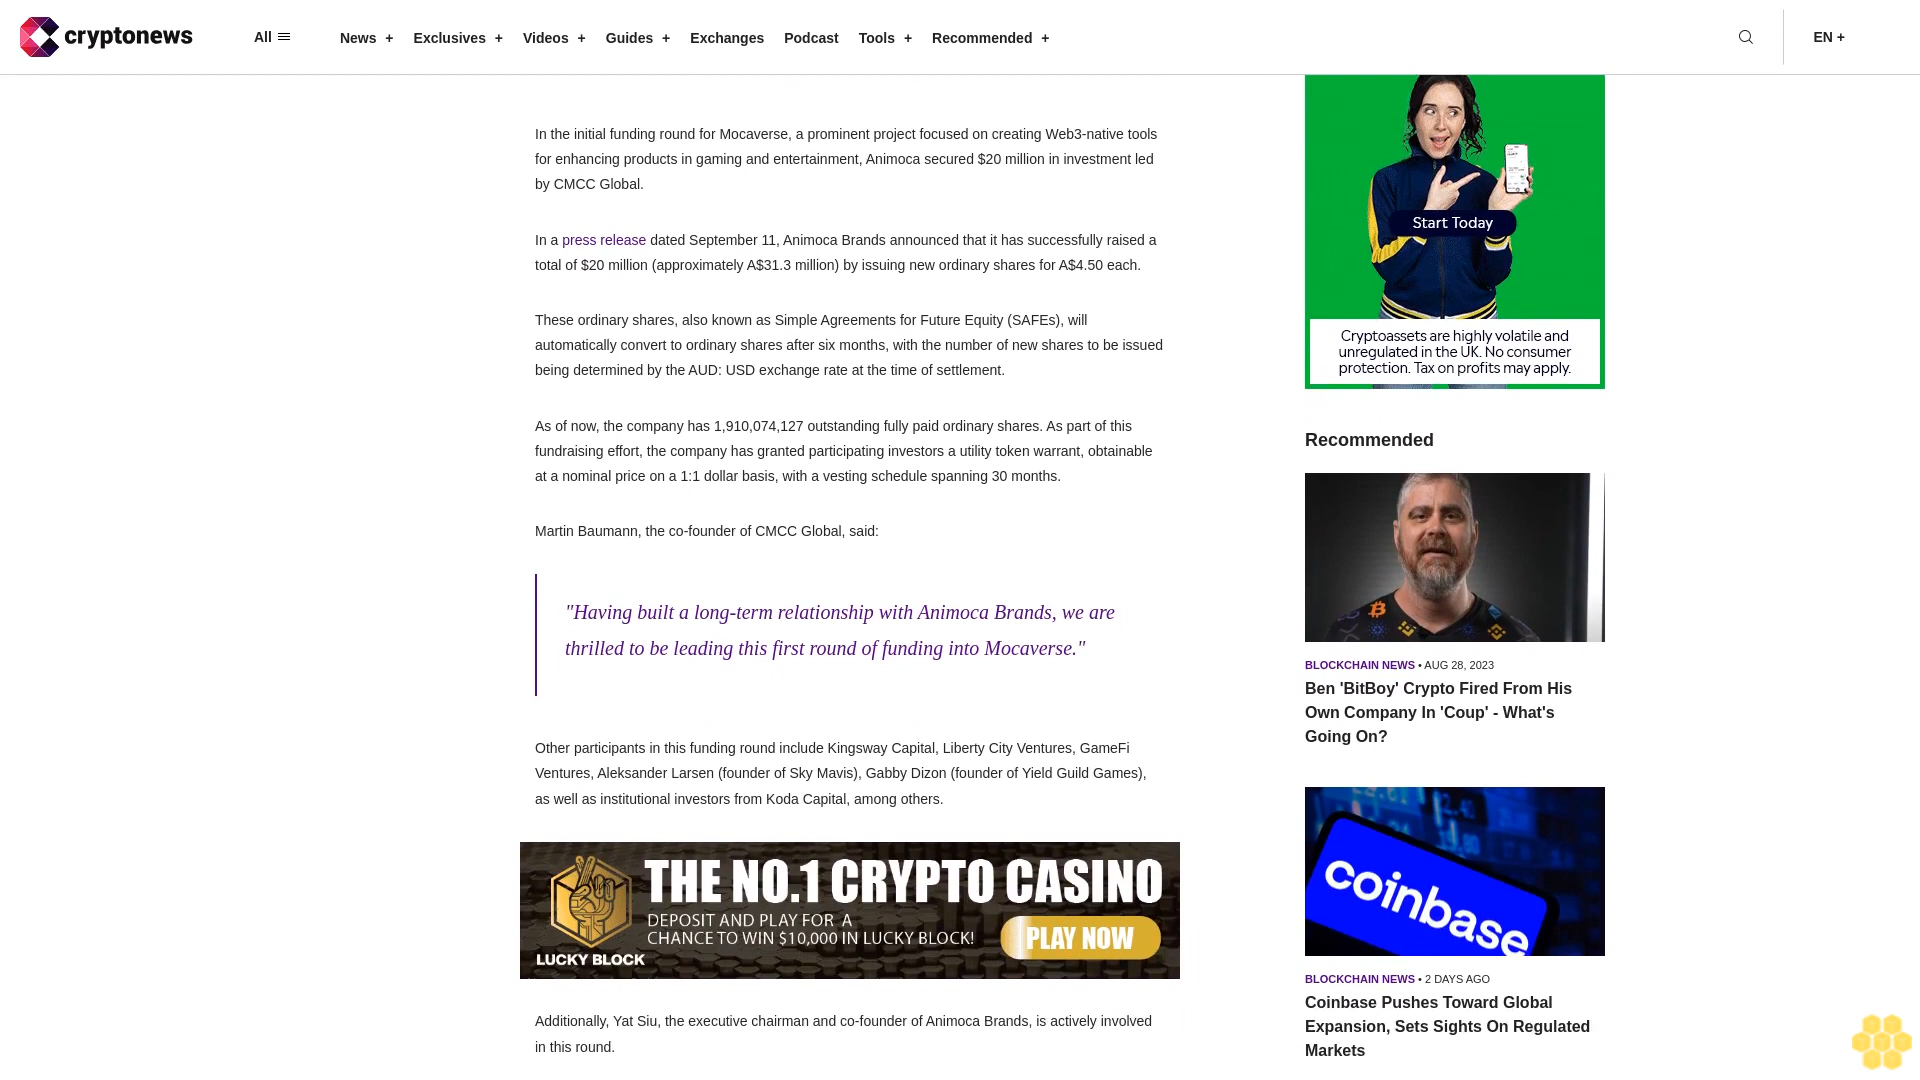 cryptonews
All
News +
Exclusives +
Videos +
Guides +
Exchanges
Podcast
Tools +
Recommended +
EN +
In the initial funding round for Mocaverse, a prominent project focused on creating Web3-native tools
for enhancing products in gaming and entertainment, Animoca secured $20 million in investment led
by CMCC Global.
In a press release dated September 11, Animoca Brands announced that it has successfully raised a
total of $20 million (approximately A$31.3 million) by issuing new ordinary shares for A$4.50 each.
These ordinary shares, also known as Simple Agreements for Future Equity (SAFEs), will
automatically convert to ordinary shares after six months, with the number of new shares to be issued
being determined by the AUD: USD exchange rate at the time of settlement.
As of now, the company has 1,910,074,127 outstanding fully paid ordinary shares. As part of this
fundraising effort, the company has granted participating investors a utility token warrant, obtainable
at a nominal price on a 1:1 dollar basis, with a vesting schedule spanning 30 months.
Martin Baumann, the co-founder of CMCC Global, said:
"Having built a long-term relationship with Animoca Brands, we are
thrilled to be leading this first round of funding into Mocaverse."
Other participants in this funding round include Kingsway Capital, Liberty City Ventures, GameFi
Ventures, Aleksander Larsen (founder of Sky Mavis), Gabby Dizon (founder of Yield Guild Games),
as well as institutional investors from Koda Capital, among others.
THE NO.1 CRYPTO CASINO
DEPOSIT AND PLAY FOR A
CHANCE TO WIN $10,000 IN LUCKY BLOCK!
PLAY NOW
LUCKY BLOCK
Additionally, Yat Siu, the executive chairman and co-founder of Animoca Brands, is actively involved
in this round.
Start Today
Cryptoassets are highly volatile and
unregulated in the UK. No consumer
protection. Tax on profits may apply.
Recommended
BLOCKCHAIN NEWS • AUG 28, 2023
Ben 'BitBoy' Crypto Fired From His
Own Company In 'Coup' - What's
Going On?
coinbase
BLOCKCHAIN NEWS • 2 DAYS AGO
Coinbase Pushes Toward Global
Expansion, Sets Sights On Regulated
Markets